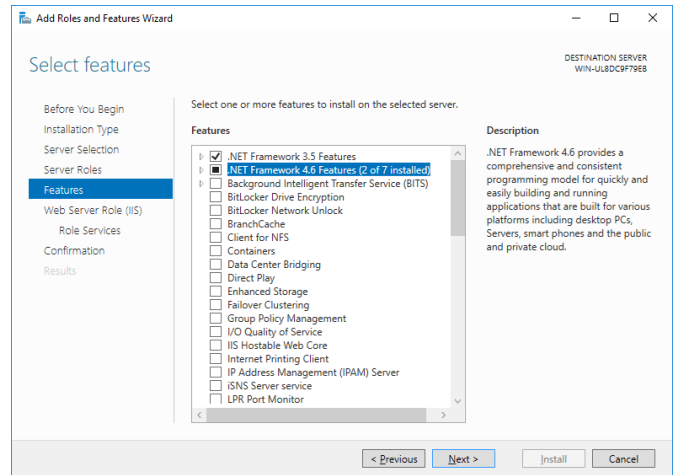 Add Roles and Features Wizard
Select features
DESTINATION SERVER
WIN-UL8DC9F79EB
Before You Begin
Installation Type
Server Selection
Server Roles
Features
Web Server Role (IIS)
Role Services
Confirmation
Results
Select one or more features to install on the selected server.
Features
.NET Framework 3.5 Features
.NET Framework 4.6 Features (2 of 7 installed)
Background Intelligent Transfer Service (BITS)
BitLocker Drive Encryption
BitLocker Network Unlock
BranchCache
Client for NFS
Containers
Data Center Bridging
Direct Play
Enhanced Storage
Failover Clustering
Group Policy Management
I/O Quality of Service
IIS Hostable Web Core
Internet Printing Client
IP Address Management (IPAM) Server
iSNS Server service
LPR Port Monitor
Description
.NET Framework 4.6 provides a
comprehensive and consistent
programming model for quickly and
easily building and running
applications that are built for various
platforms including desktop PCs,
Servers, smart phones and the public
and private cloud.
< Previous
Next >
Install
Cancel